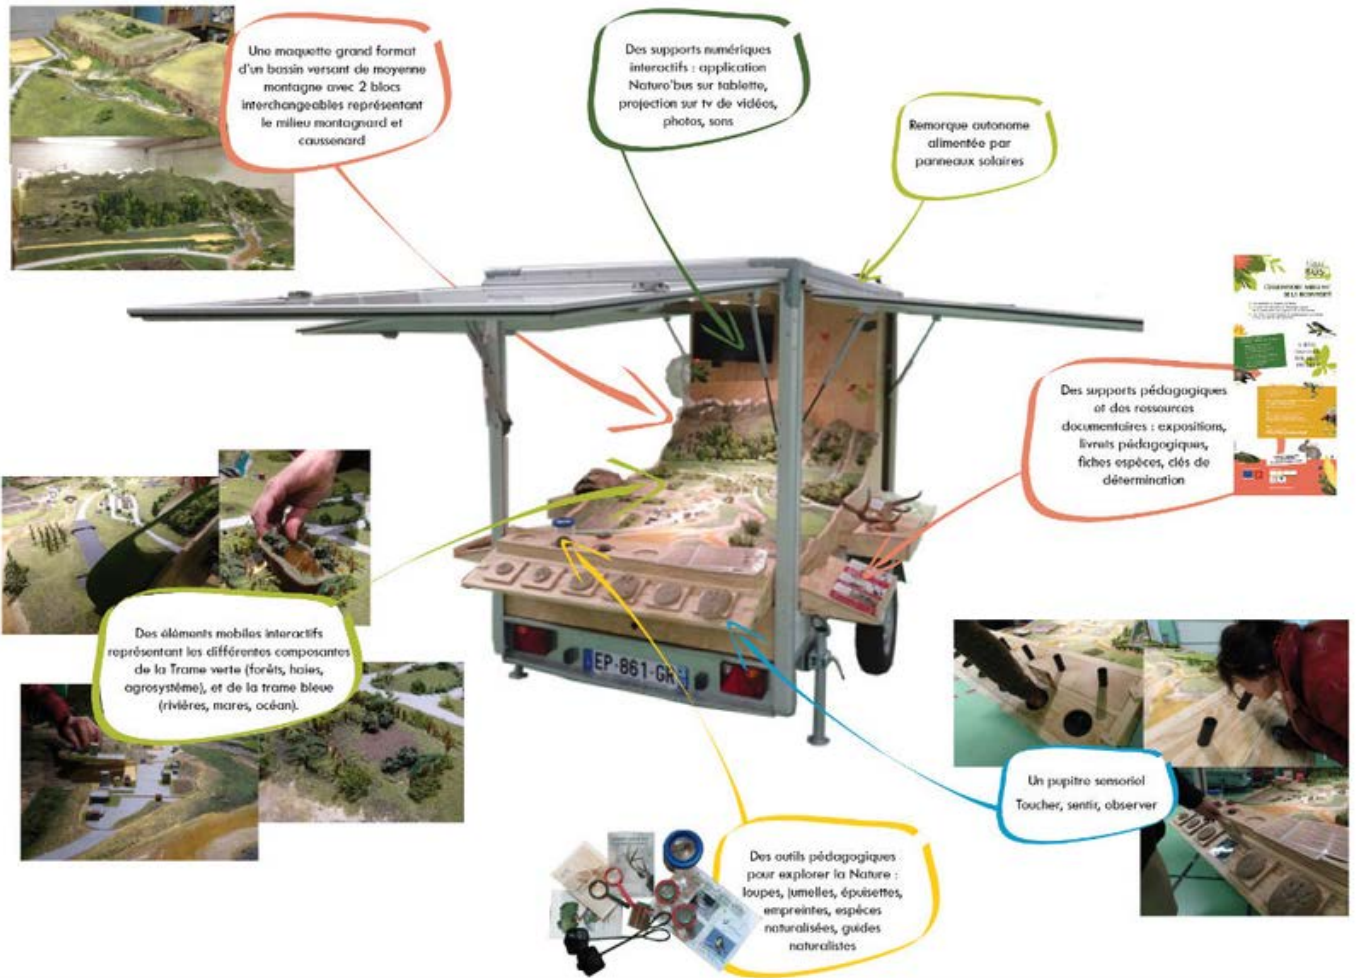 Une maquette grand format
d'un bassin versant de moyenne
montagne avec 2 blocs
interchangeables représentant
le milieu montagnard et
caussenard
Des supports numériques
interactifs : application
Naturo'bus sur tablette,
projection sur tv de vidéos,
photos, sons
Remorque autonome
alimentée par
panneaux solaires
Des supports pédagogiques
et des ressources
documentaires : expositions,
livrets pédagogiques,
fiches espèces, clés de
détermination
Des éléments mobiles interactifs
représentant les différentes composantes
de la Trame verte (forêts, haies,
agrosystème), et de la trame bleue
(rivières, mares, océan).
EP-861-GR
Un pupitre sensoriel
Toucher, sentir, observer
Des outils pédagogiques
pour explorer la Nature :
loupes, jumelles, épuisettes,
empreintes, espèces
naturalisées, guides
naturalistes